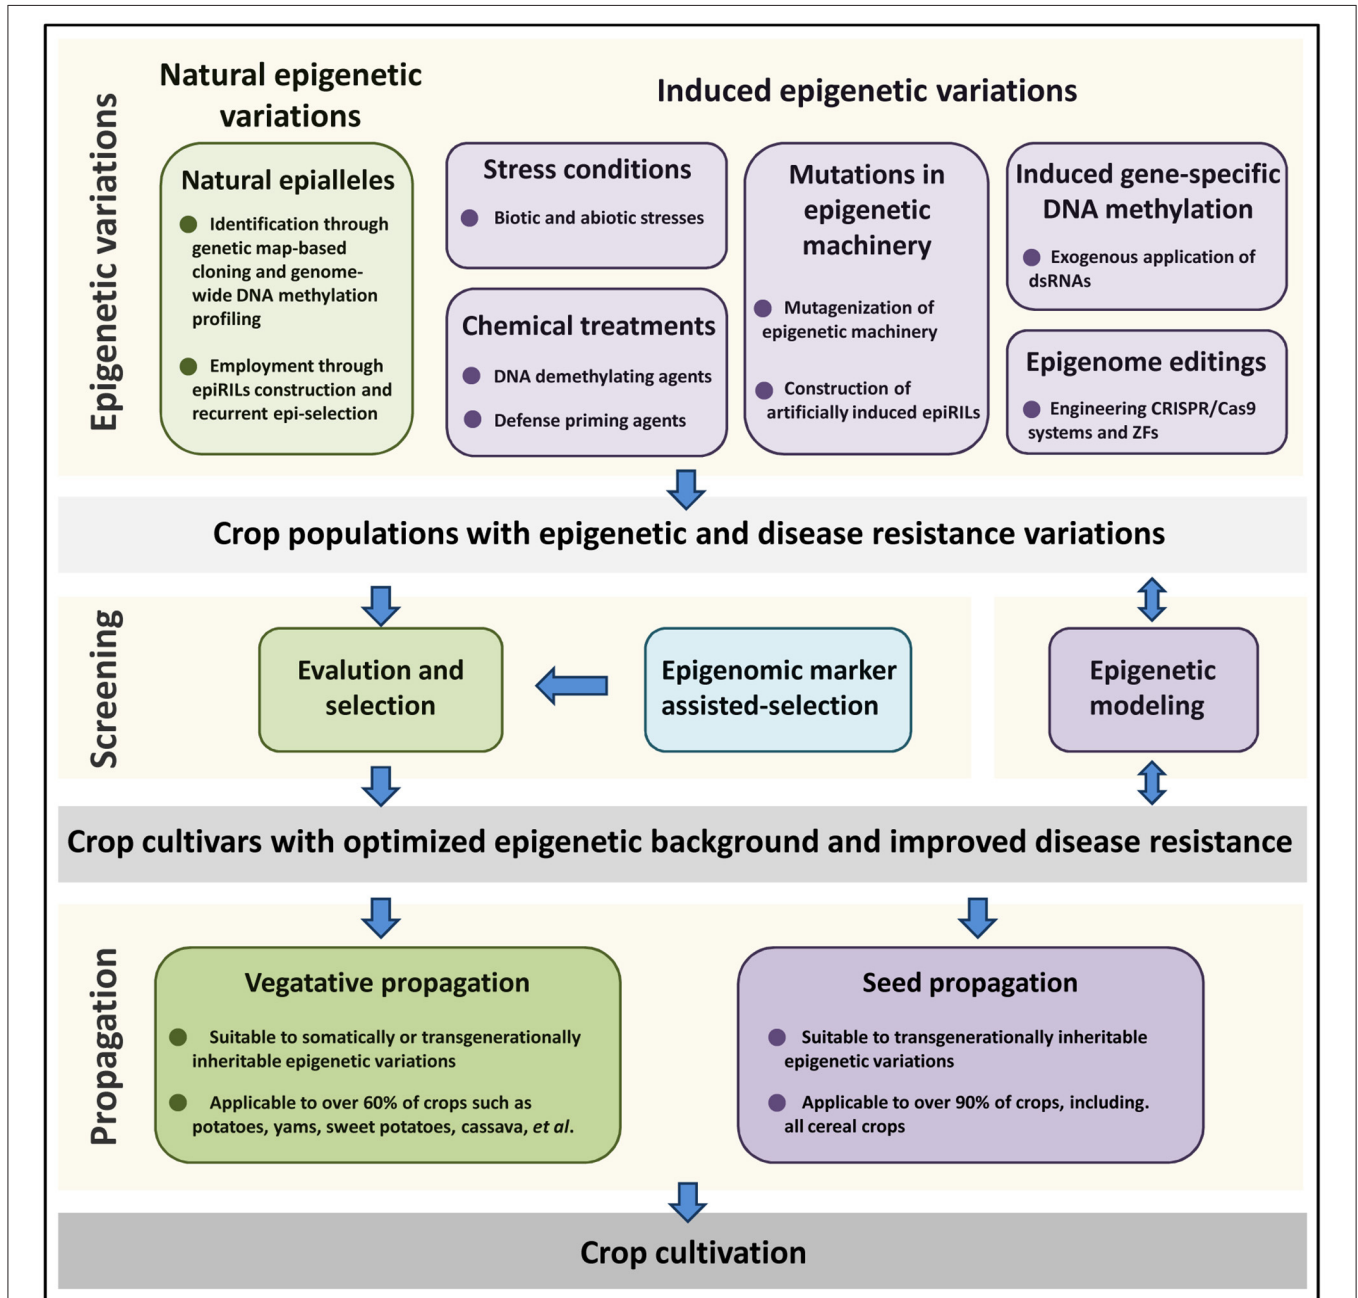 Epigenetic variations
Natural epigenetic
variations
Induced epigenetic variations
Natural epialleles
Identification through
genetic map-based
cloning and genome-
wide DNA methylation
profiling
Employment through
epiRILs construction and
recurrent epi-selection
Stress conditions
Biotic and abiotic stresses
Chemical treatments
DNA demethylating agents
Defense priming agents
Mutations in
epigenetic
machinery
Mutagenization of
epigenetic machinery
Construction of
artificially induced epiRILs
Induced gene-specific
DNA methylation
Exogenous application of
dsRNAs
Epigenome editings
Engineering CRISPR/Cas9
systems and ZFs
Crop populations with epigenetic and disease resistance variations
Screening
Evalution and
selection
Epigenomic marker
assisted-selection
Epigenetic
modeling
Crop cultivars with optimized epigenetic background and improved disease resistance
Propagation
Vegatative propagation
Suitable to somatically or transgenerationally
inheritable epigenetic variations
Applicable to over 60% of crops such as
potatoes, yams, sweet potatoes, cassava, et al.
Seed propagation
Suitable to transgenerationally inheritable
epigenetic variations
Applicable to over 90% of crops, including.
all cereal crops
Crop cultivation